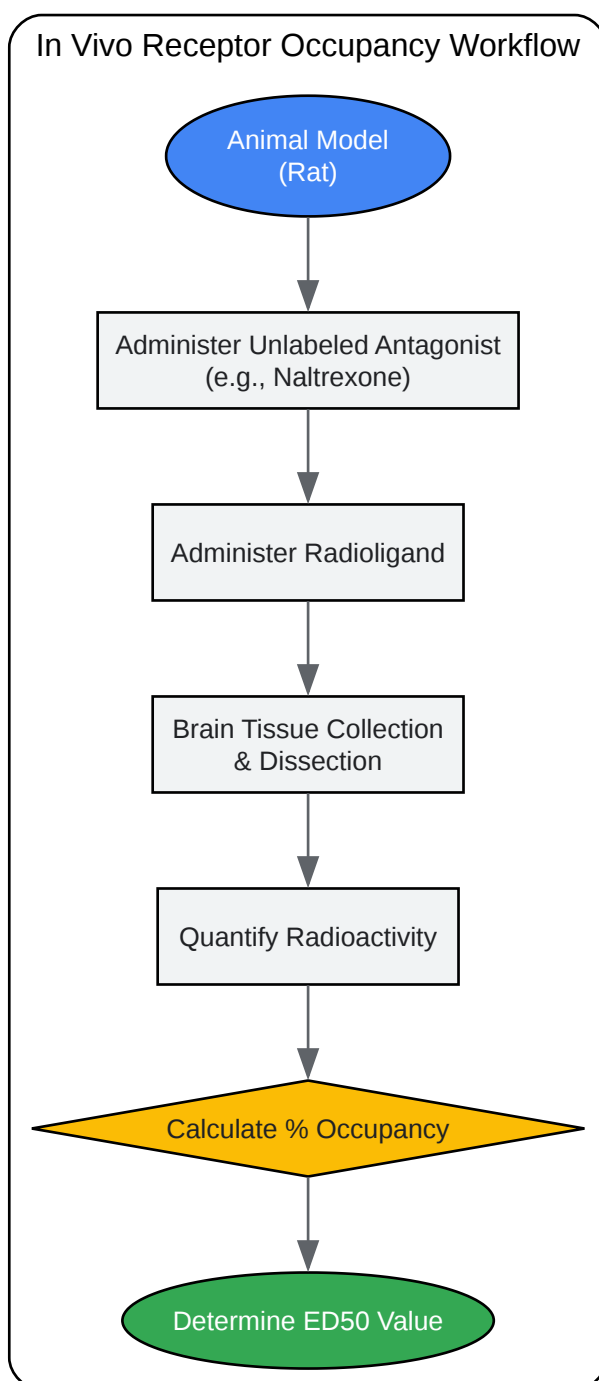 In Vivo Receptor Occupancy Workflow
Animal Model
(Rat)
Administer Unlabeled Antagonist
(e.g., Naltrexone)
Administer Radioligand
Brain Tissue Collection
& Dissection
Quantify Radioactivity
Calculate % Occupancy
Determine ED50 Value